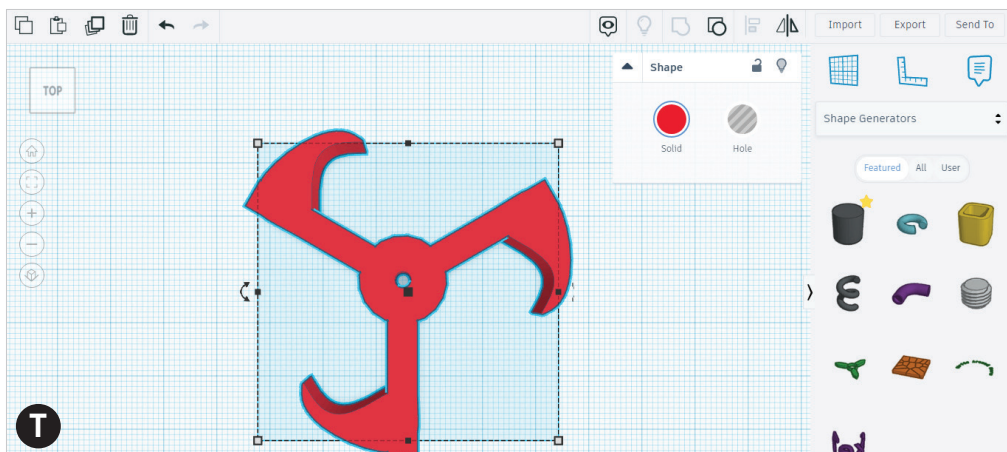 Import Export Send To
TOP
Shape
Solid Hole
Shape Generators
Featured All User
T